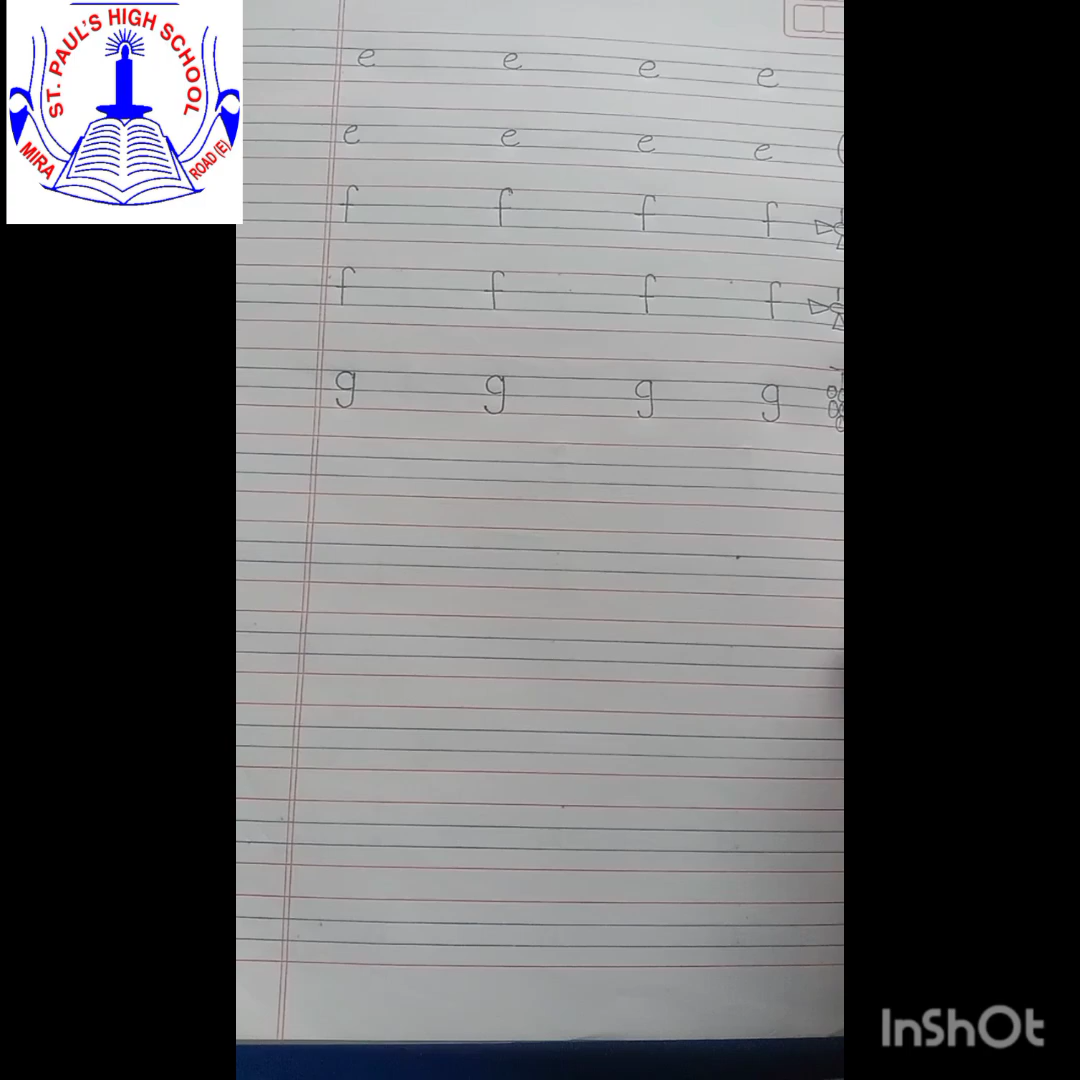 ST. PAUL'S HIGH SCHOOL
MIRA ROAD (E)
e e e e
e e e e
f f f f
f f f f
g g g g
InShOt